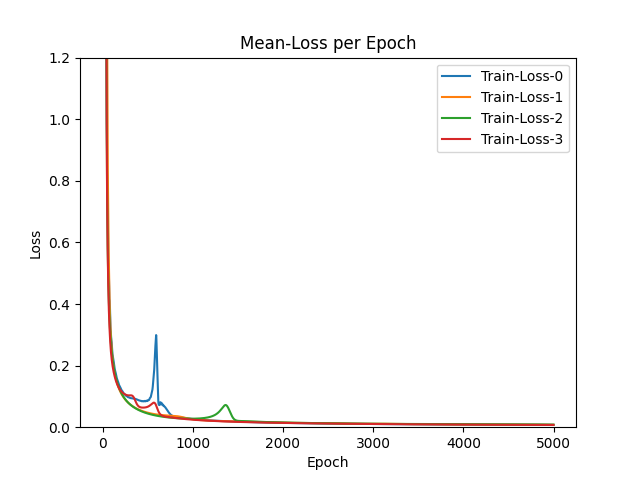 Mean-Loss per Epoch
1.2
1.0
0.8
0.6
0.4
0.2
0.0
Loss
Train-Loss-0
Train-Loss-1
Train-Loss-2
Train-Loss-3
0 1000 2000 3000 4000 5000
Epoch